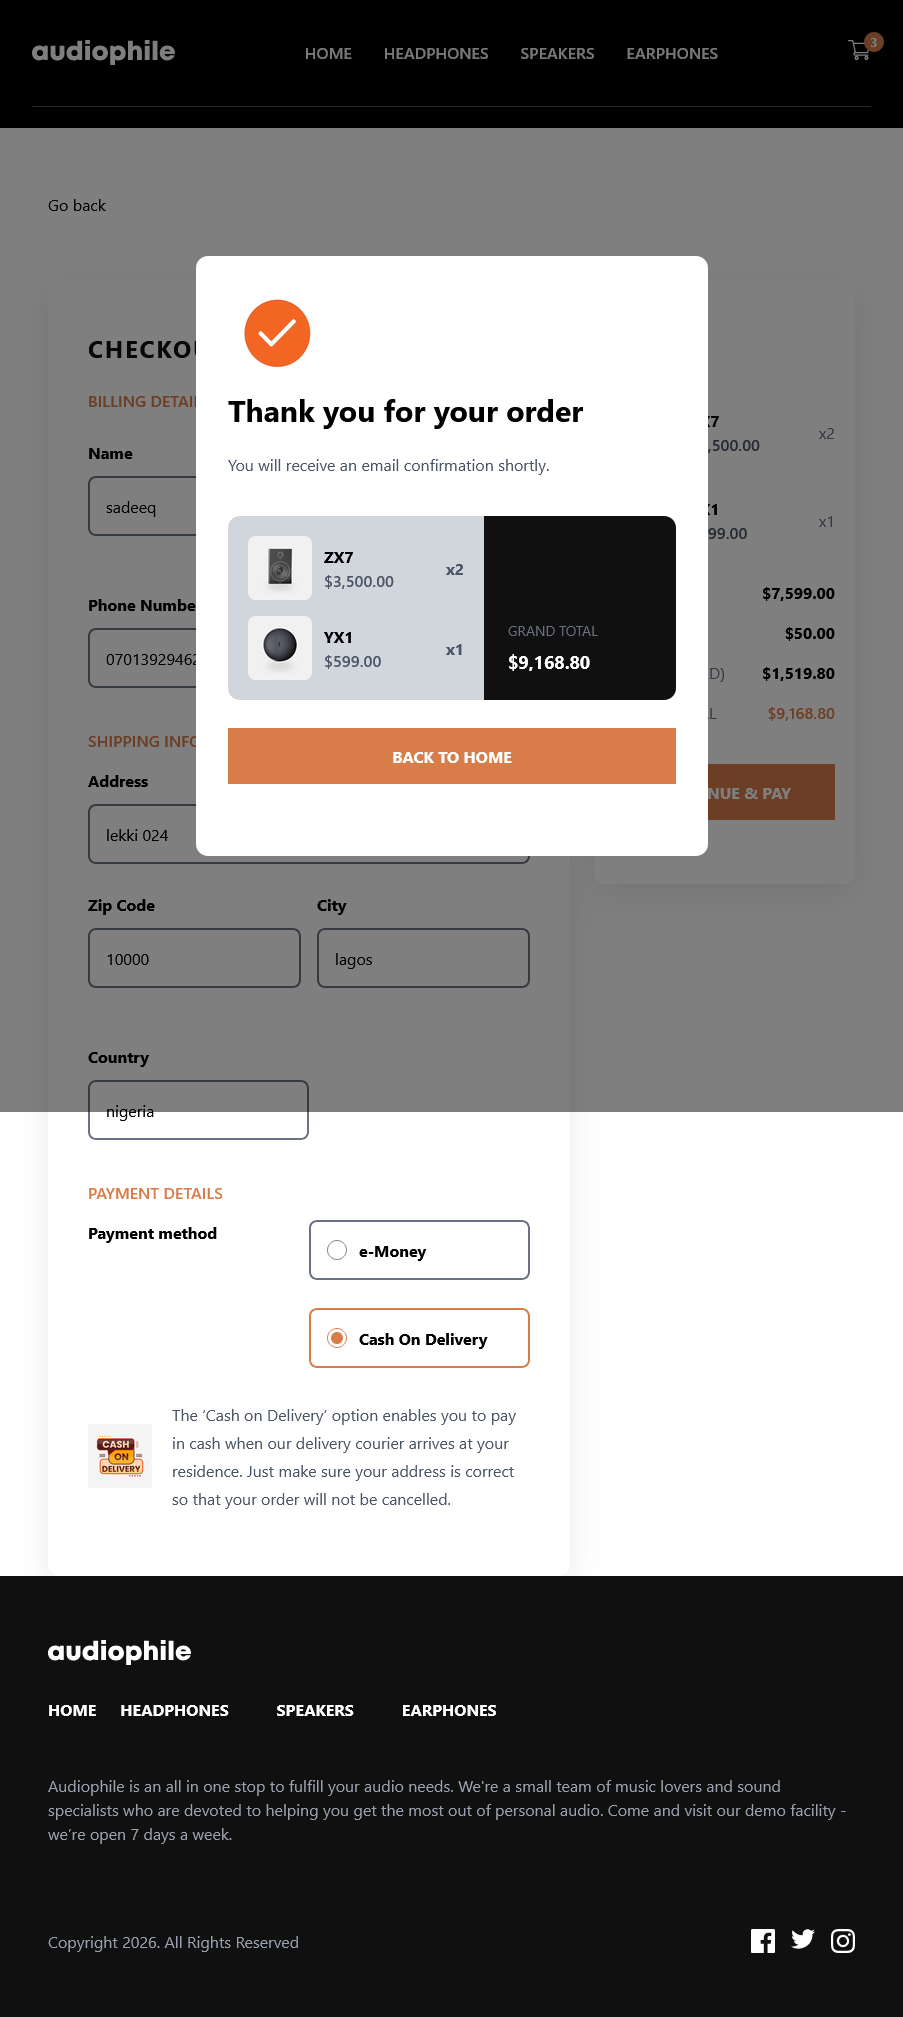 audiophile
HOME HEADPHONES SPEAKERS EARPHONES
3
Go back
CHECKOU
BILLING DETAI
Name
sadeeq
Phone Numbe
0701392946
SHIPPING INFO
Address
lekki 024
Zip Code
10000
City
lagos
Country
nigeria
Thank you for your order
You will receive an email confirmation shortly.
ZX7
$3,500.00
x2
YX1
$599.00
x1
GRAND TOTAL
$9,168.80
BACK TO HOME
X7
,500.00
x2
X1
99.00
x1
$7,599.00
$50.00
D) $1,519.80
L $9,168.80
NUE & PAY
PAYMENT DETAILS
Payment method
e-Money
Cash On Delivery
CASH
ON
DELIVERY
The ‘Cash on Delivery’ option enables you to pay
in cash when our delivery courier arrives at your
residence. Just make sure your address is correct
so that your order will not be cancelled.
audiophile
HOME HEADPHONES SPEAKERS EARPHONES
Audiophile is an all in one stop to fulfill your audio needs. We're a small team of music lovers and sound
specialists who are devoted to helping you get the most out of personal audio. Come and visit our demo facility -
we’re open 7 days a week.
Copyright 2026. All Rights Reserved